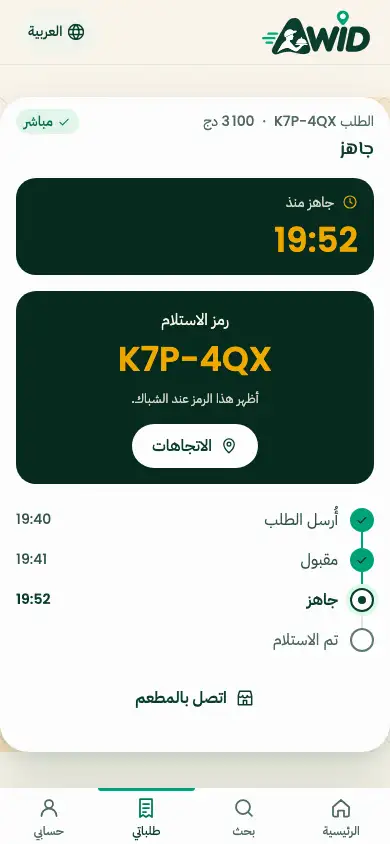 AWID
العربية
الطلب K7P-4QX · 3100 دج
مباشر
جاهز
جاهز منذ
19:52
رمز الاستلام
K7P-4QX
أظهر هذا الرمز عند الشباك.
الاتجاهات
أُرسل الطلب 19:40
مقبول 19:41
جاهز 19:52
تم الاستلام
اتصل بالمطعم
الرئيسية بحث طلباتي حسابي